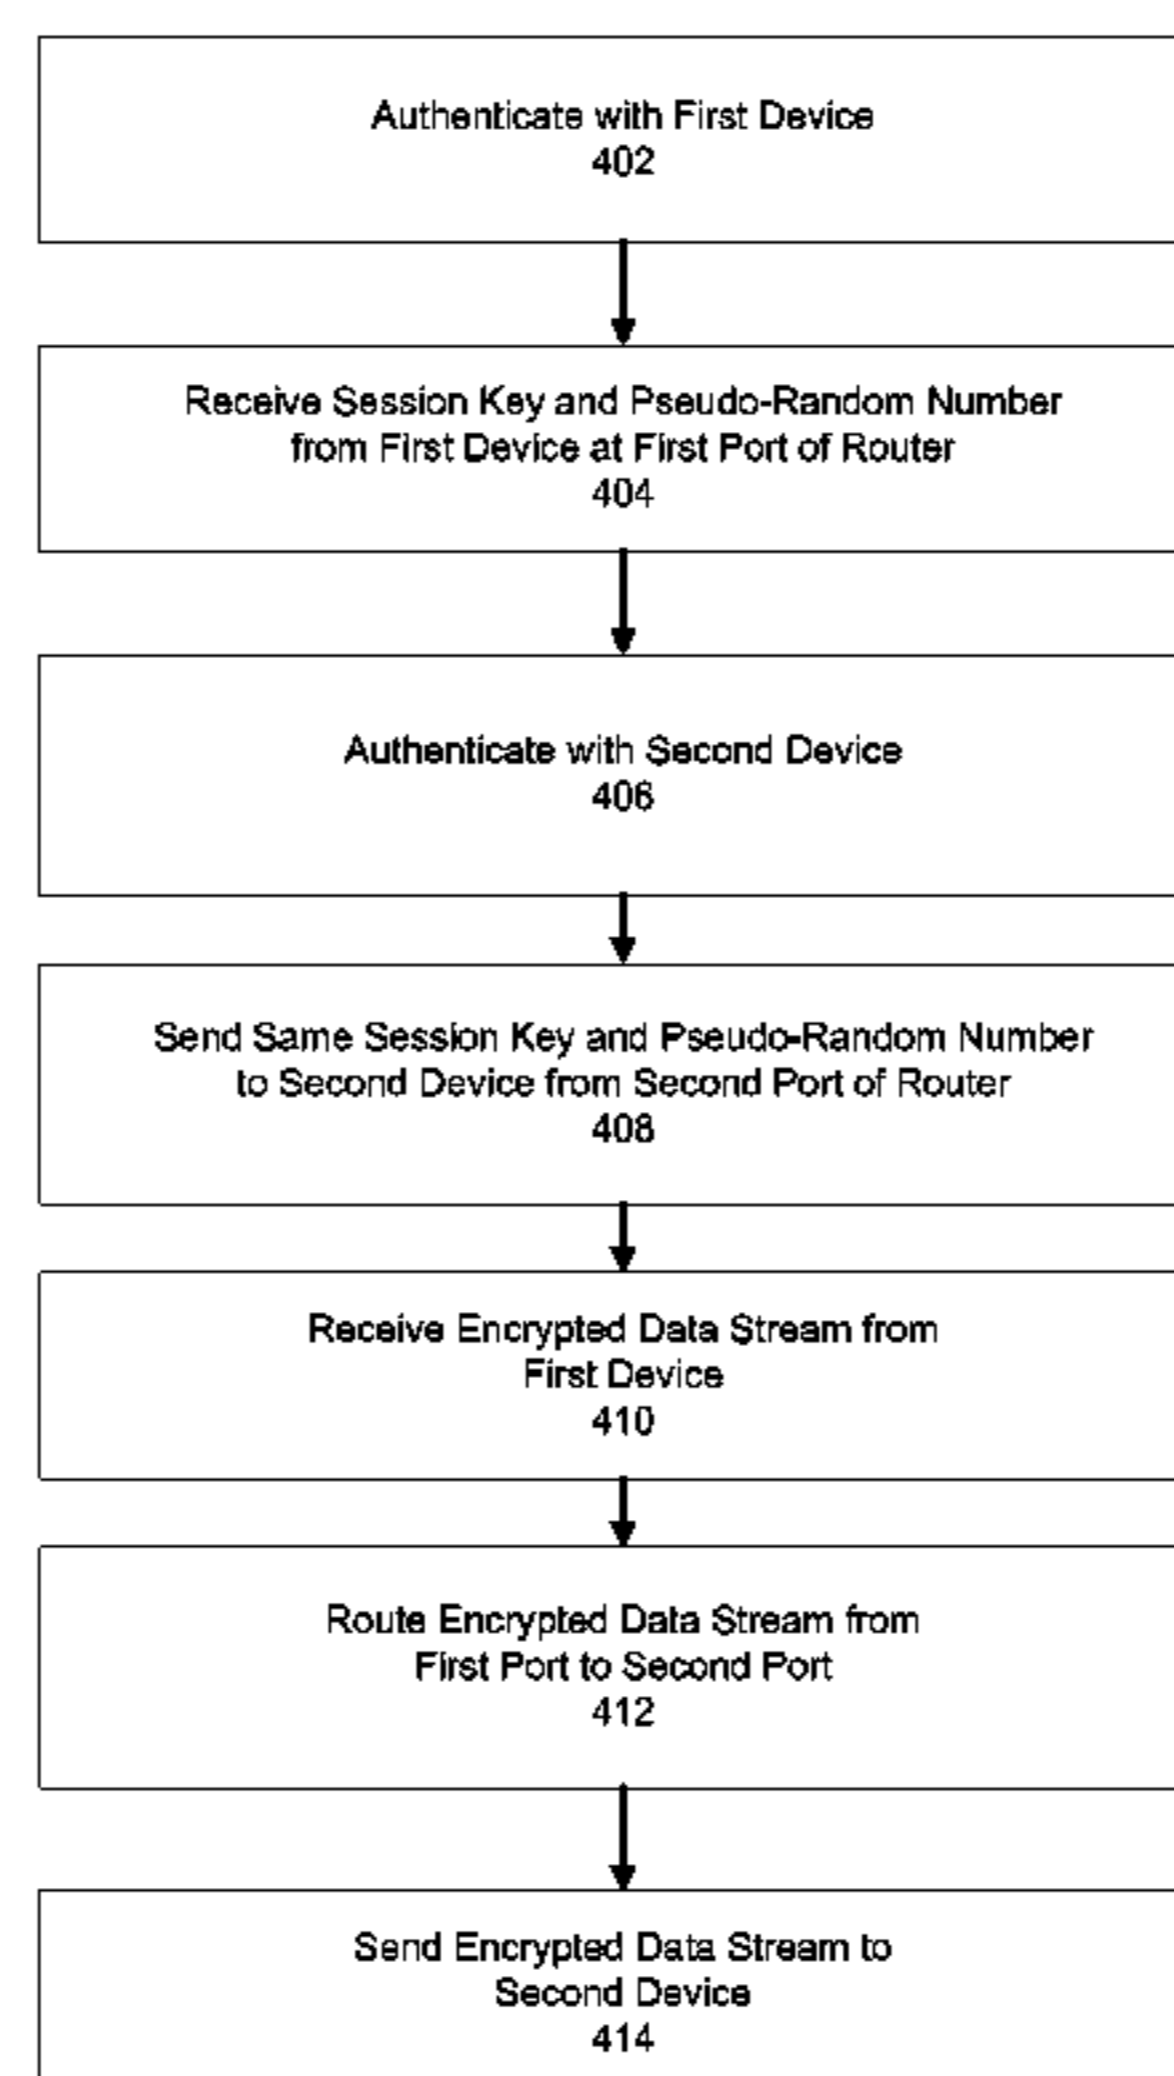 Authenticate with First Device
402
Receive Session Key and Pseudo-Random Number
from First Device at First Port of Router
404
Authenticate with Second Device
406
Send Same Session Key and Pseudo-Random Number
to Second Device from Second Port of Router
408
Receive Encrypted Data Stream from
First Device
410
Route Encrypted Data Stream from
First Port to Second Port
412
Send Encrypted Data Stream to
Second Device
414